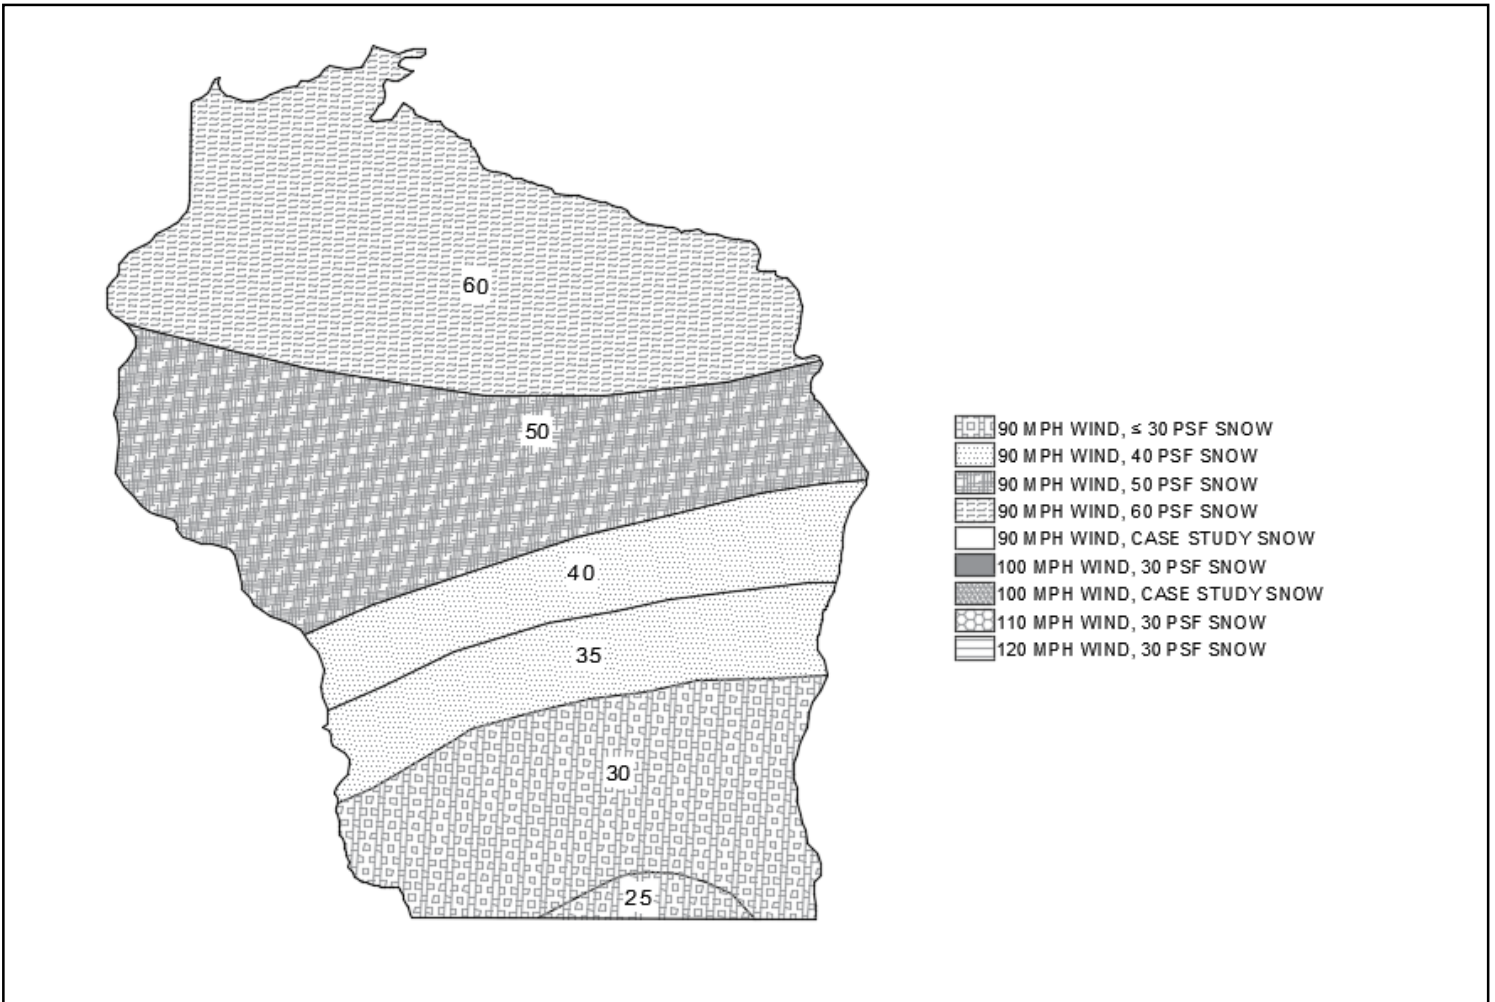 60
50
40
35
30
25
90 MPH WIND, ≤ 30 PSF SNOW
90 MPH WIND, 40 PSF SNOW
90 MPH WIND, 50 PSF SNOW
90 MPH WIND, 60 PSF SNOW
90 MPH WIND, CASE STUDY SNOW
100 MPH WIND, 30 PSF SNOW
100 MPH WIND, CASE STUDY SNOW
110 MPH WIND, 30 PSF SNOW
120 MPH WIND, 30 PSF SNOW